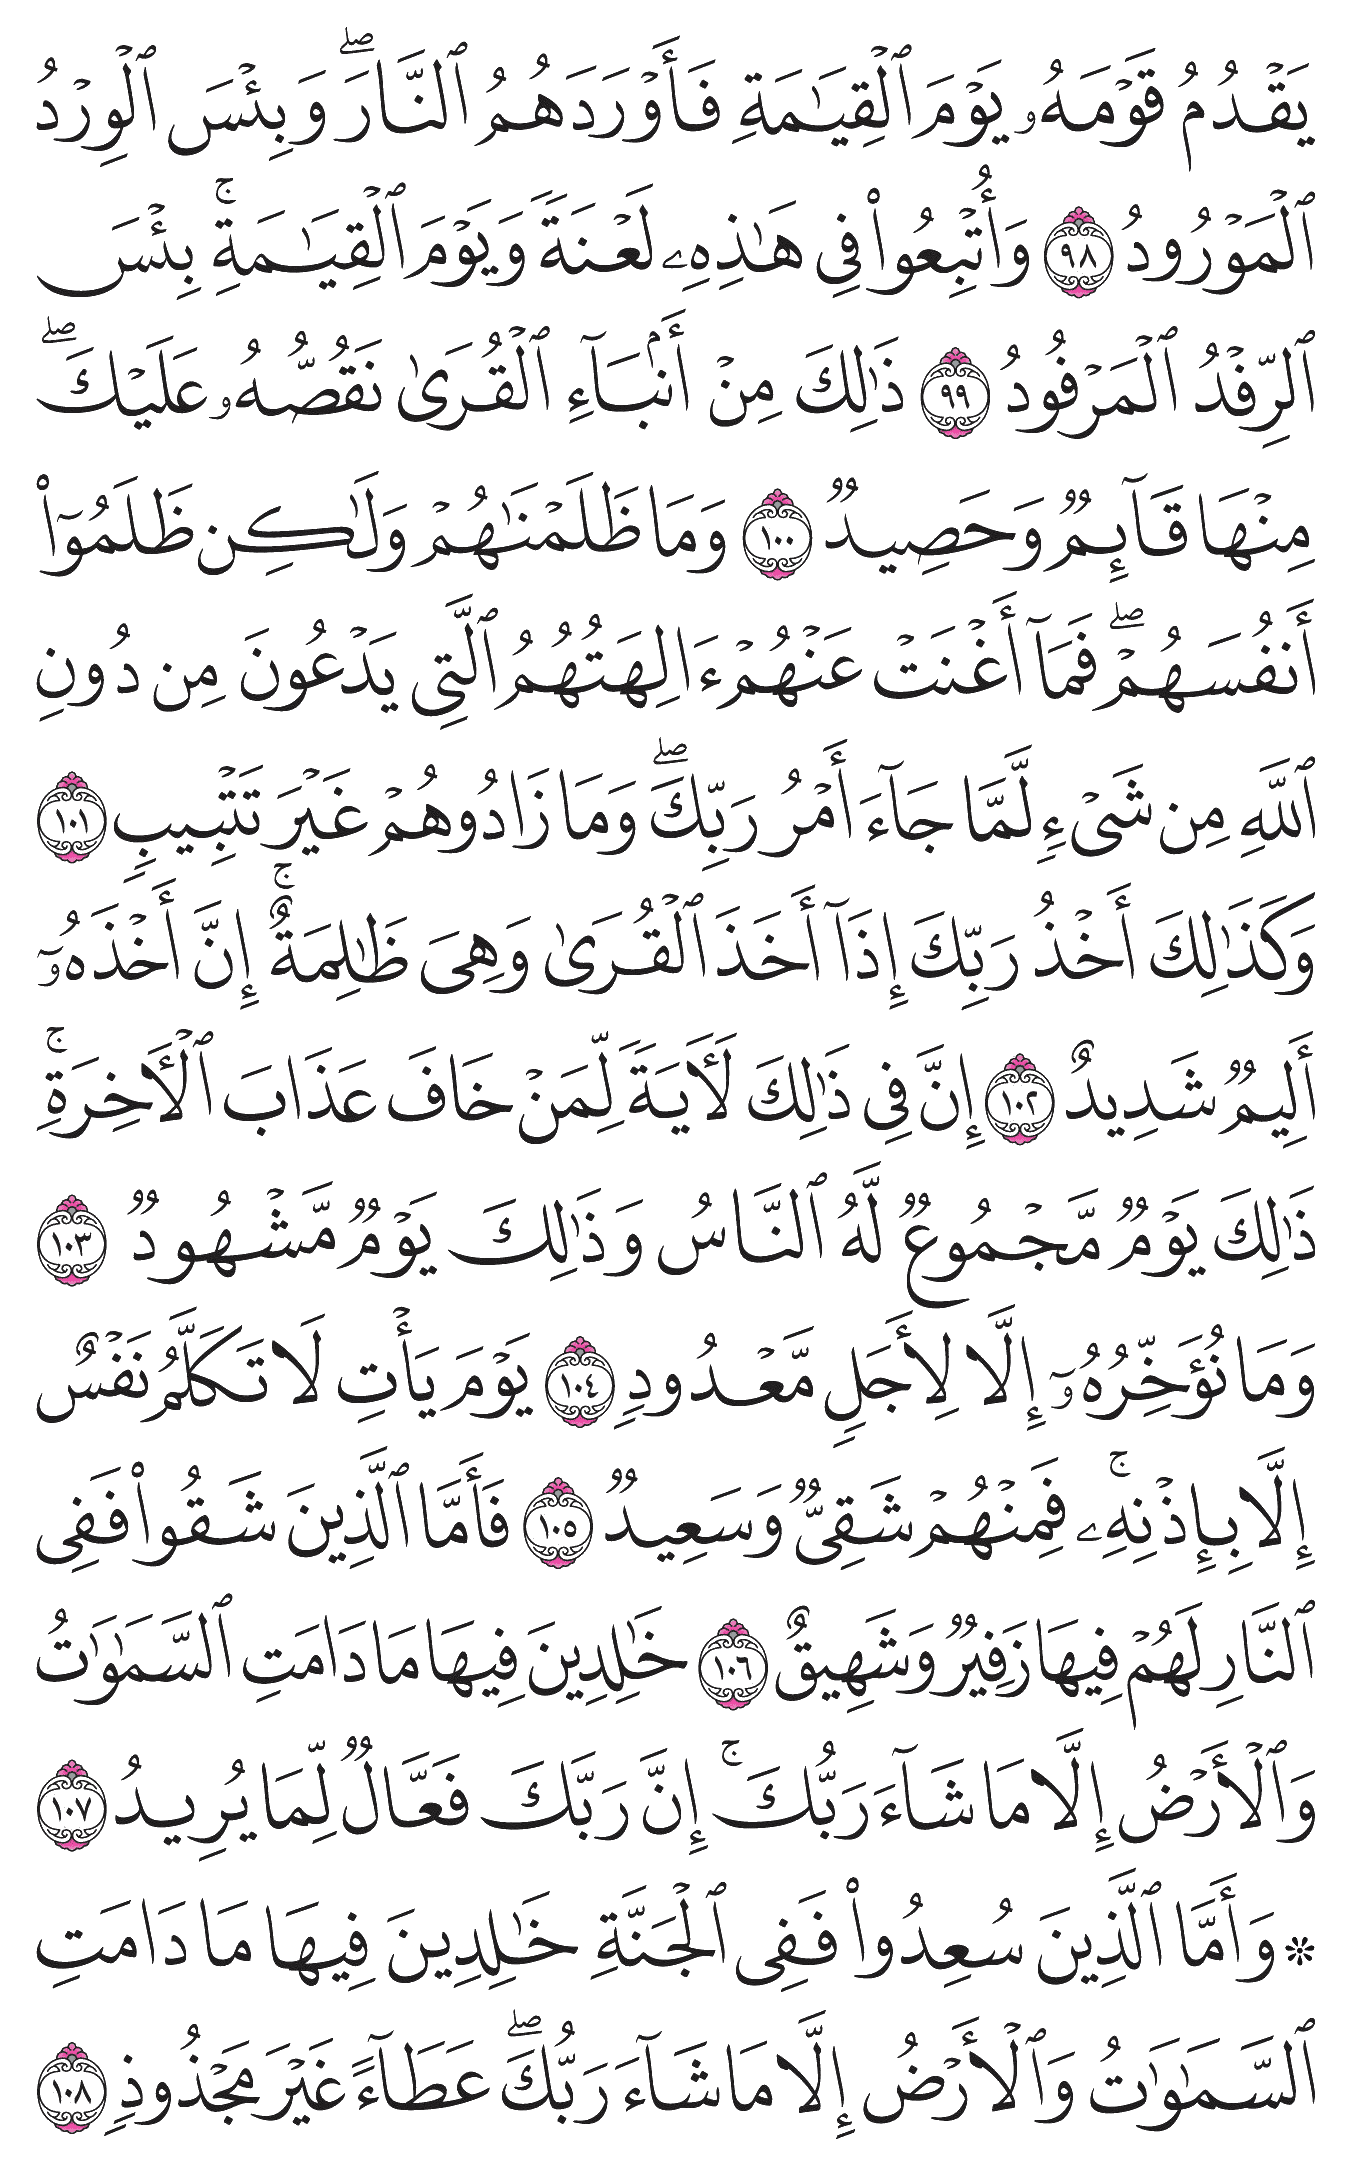 يَقۡدُمُ قَوۡمَهُۥ يَوۡمَ ٱلۡقِيَٰمَةِ فَأَوۡرَدَهُمُ ٱلنَّارَۖ وَبِئۡسَ ٱلۡوِرۡدُ
ٱلۡمَوۡرُودُ ٩٨ وَأُتۡبِعُواْ فِي هَٰذِهِۦ لَعۡنَةٗ وَيَوۡمَ ٱلۡقِيَٰمَةِۚ بِئۡسَ
ٱلرِّفۡدُ ٱلۡمَرۡفُودُ ٩٩ ذَٰلِكَ مِنۡ أَنۢبَآءِ ٱلۡقُرَىٰ نَقُصُّهُۥ عَلَيۡكَۖ
مِنۡهَا قَآئِمٞ وَحَصِيدٞ ١٠٠ وَمَا ظَلَمۡنَٰهُمۡ وَلَٰكِن ظَلَمُوٓاْ
أَنفُسَهُمۡۖ فَمَآ أَغۡنَتۡ عَنۡهُمۡ ءَالِهَتُهُمُ ٱلَّتِي يَدۡعُونَ مِن دُونِ
ٱللَّهِ مِن شَيۡءٖ لَّمَّا جَآءَ أَمۡرُ رَبِّكَۖ وَمَا زَادُوهُمۡ غَيۡرَ تَتۡبِيبٖ ١٠١
وَكَذَٰلِكَ أَخۡذُ رَبِّكَ إِذَآ أَخَذَ ٱلۡقُرَىٰ وَهِيَ ظَٰلِمَةٌۚ إِنَّ أَخۡذَهُۥٓ
أَلِيمٞ شَدِيدٌ ١٠٢ إِنَّ فِي ذَٰلِكَ لَأٓيَةٗ لِّمَنۡ خَافَ عَذَابَ ٱلۡأٓخِرَةِۚ
ذَٰلِكَ يَوۡمٞ مَّجۡمُوعٞ لَّهُ ٱلنَّاسُ وَذَٰلِكَ يَوۡمٞ مَّشۡهُودٞ ١٠٣
وَمَا نُؤَخِّرُهُۥٓ إِلَّا لِأَجَلٖ مَّعۡدُودٖ ١٠٤ يَوۡمَ يَأۡتِ لَا تَكَلَّمُ نَفۡسٌ
إِلَّا بِإِذۡنِهِۦۚ فَمِنۡهُمۡ شَقِيّٞ وَسَعِيدٞ ١٠٥ فَأَمَّا ٱلَّذِينَ شَقُواْ فَفِي
ٱلنَّارِ لَهُمۡ فِيهَا زَفِيرٞ وَشَهِيقٌ ١٠٦ خَٰلِدِينَ فِيهَا مَا دَامَتِ ٱلسَّمَٰوَٰتُ
وَٱلۡأَرۡضُ إِلَّا مَا شَآءَ رَبُّكَۚ إِنَّ رَبَّكَ فَعَّالٞ لِّمَا يُرِيدُ ١٠٧
۞ وَأَمَّا ٱلَّذِينَ سُعِدُواْ فَفِي ٱلۡجَنَّةِ خَٰلِدِينَ فِيهَا مَا دَامَتِ
ٱلسَّمَٰوَٰتُ وَٱلۡأَرۡضُ إِلَّا مَا شَآءَ رَبُّكَۖ عَطَآءً غَيۡرَ مَجۡذُوذٖ ١٠٨